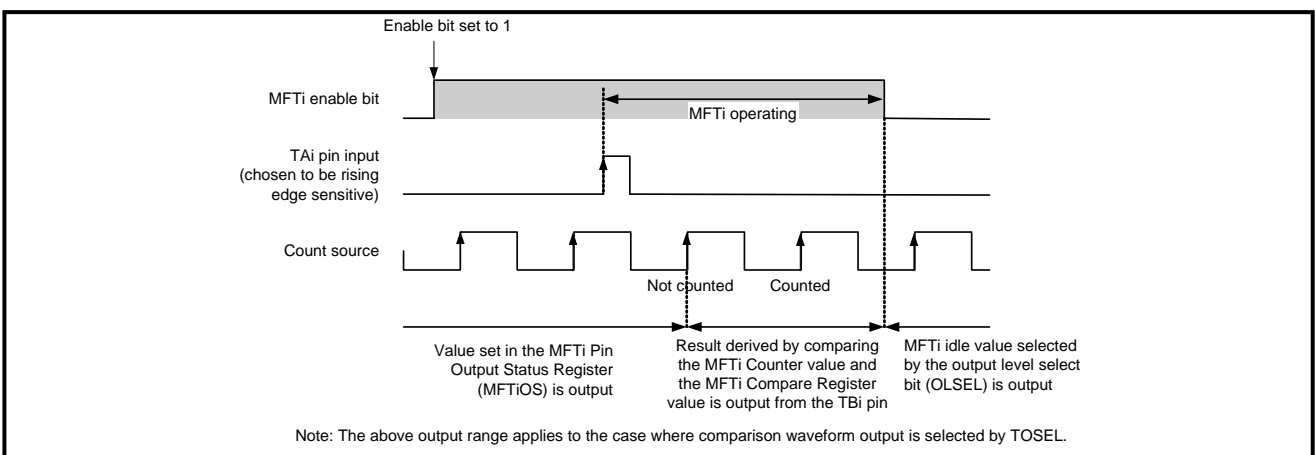 Enable bit set to 1
MFTi enable bit
MFTi operating
TAi pin input
(chosen to be rising
edge sensitive)
Count source
Not counted
Counted
Value set in the MFTi Pin
Output Status Register
(MFTiOS) is output
Result derived by comparing
the MFTi Counter value and
the MFTi Compare Register
value is output from the TBi pin
MFTi idle value selected
by the output level select
bit (OLSEL) is output
Note: The above output range applies to the case where comparison waveform output is selected by TOSEL.